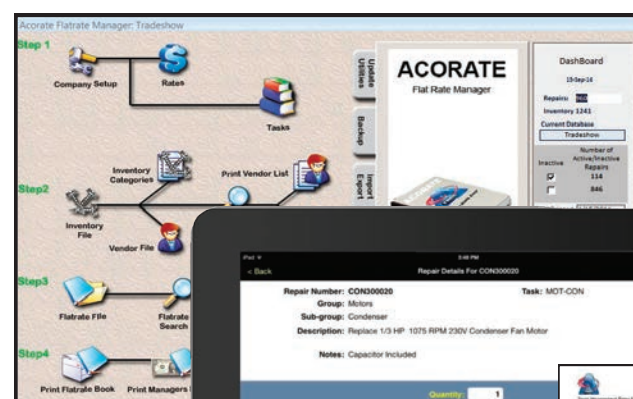 Acorate Flatrate Manager: Tradeshow
Step 1
Company Setup
Rates
Tasks
Step2
Inventory Categories
Print Vendor List
Inventory File
Vendor File
Step3
Flatrate File
Flatrate Search
Step4
Print Flatrate Book
Print Managers
Update Utilities
Backup
Import Export
ACORATE
Flat Rate Manager
DashBoard
15-Sep-16
Repairs:
Inventory 1241
Current Database
Tradeshow
Number of
Active/Inactive
Inactive
Repairs
114
846
iPad
3:48 PM
< Back
Repair Details For CON300020
Repair Number: CON300020
Task: MOT-CON
Group: Motors
Sub-group: Condenser
Description: Replace 1/3 HP 1075 RPM 230V Condenser Fan Motor
Notes: Capacitor Included
Quantity: 1